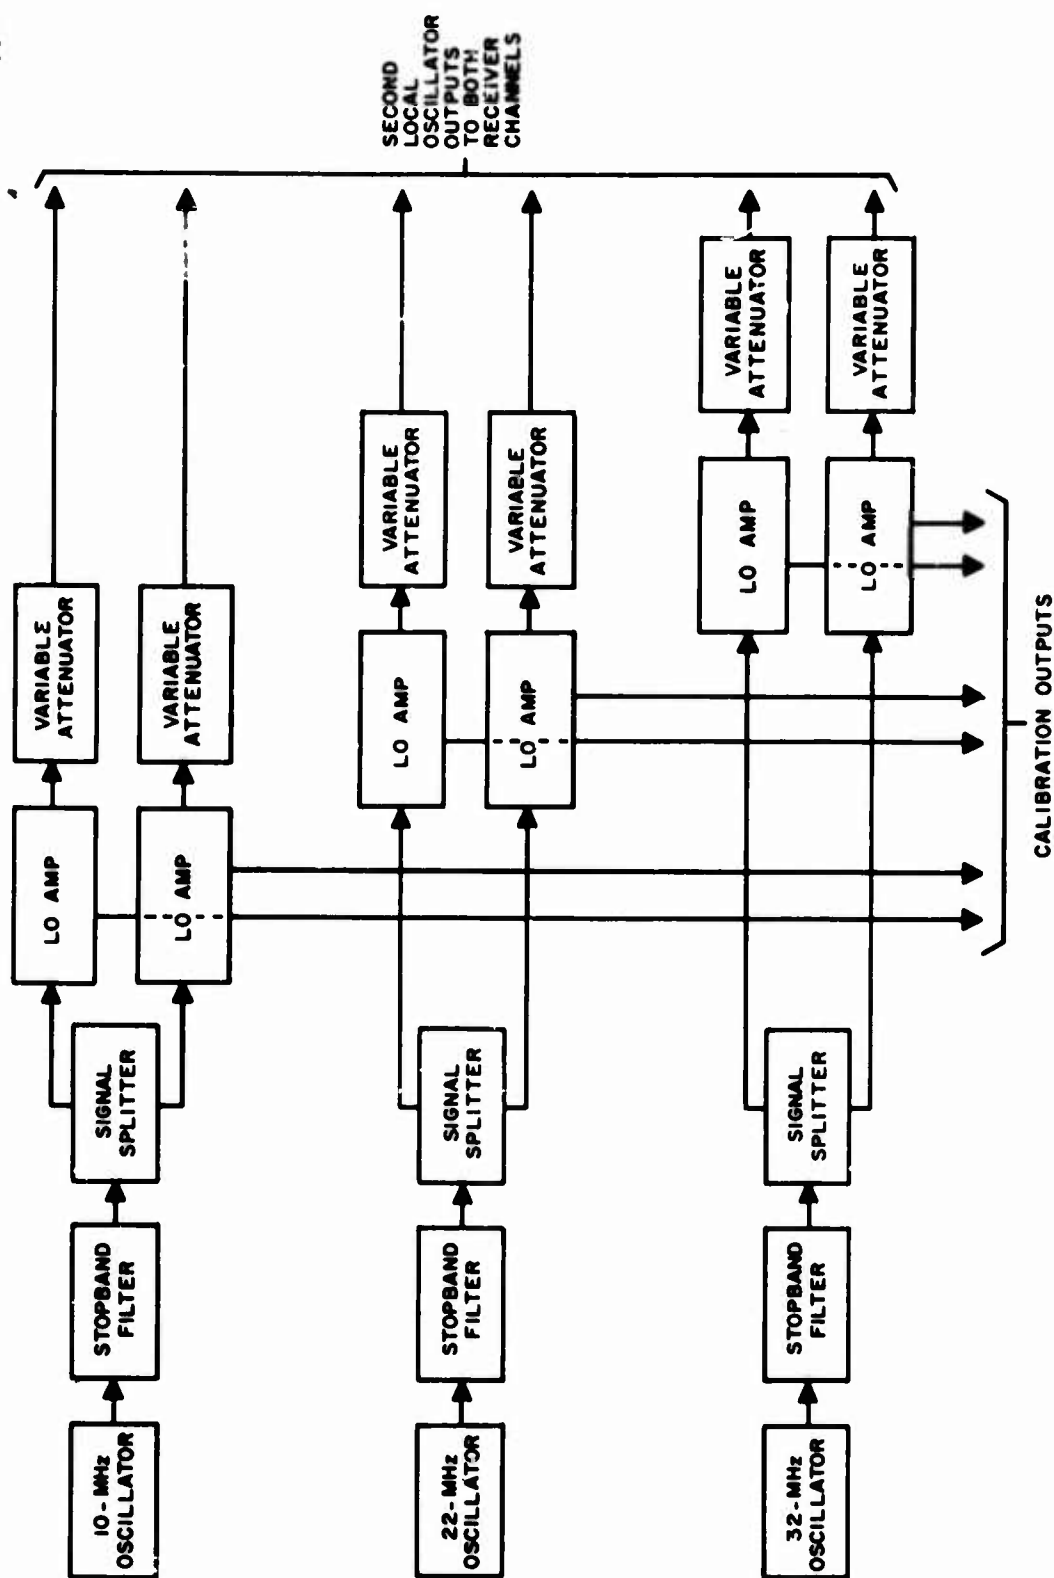 10-MHz
OSCILLATOR
STOPBAND
FILTER
SIGNAL
SPLITTER
LO AMP
VARIABLE
ATTENUATOR
LO AMP
VARIABLE
ATTENUATOR
22-MHz
OSCILLATOR
STOPBAND
FILTER
SIGNAL
SPLITTER
LO AMP
VARIABLE
ATTENUATOR
LO AMP
VARIABLE
ATTENUATOR
32-MHz
OSCILLATOR
STOPBAND
FILTER
SIGNAL
SPLITTER
LO AMP
VARIABLE
ATTENUATOR
LO AMP
VARIABLE
ATTENUATOR
SECOND
LOCAL
OSCILLATOR
OUTPUTS
TO BOTH
RECEIVER
CHANNELS
CALIBRATION OUTPUTS